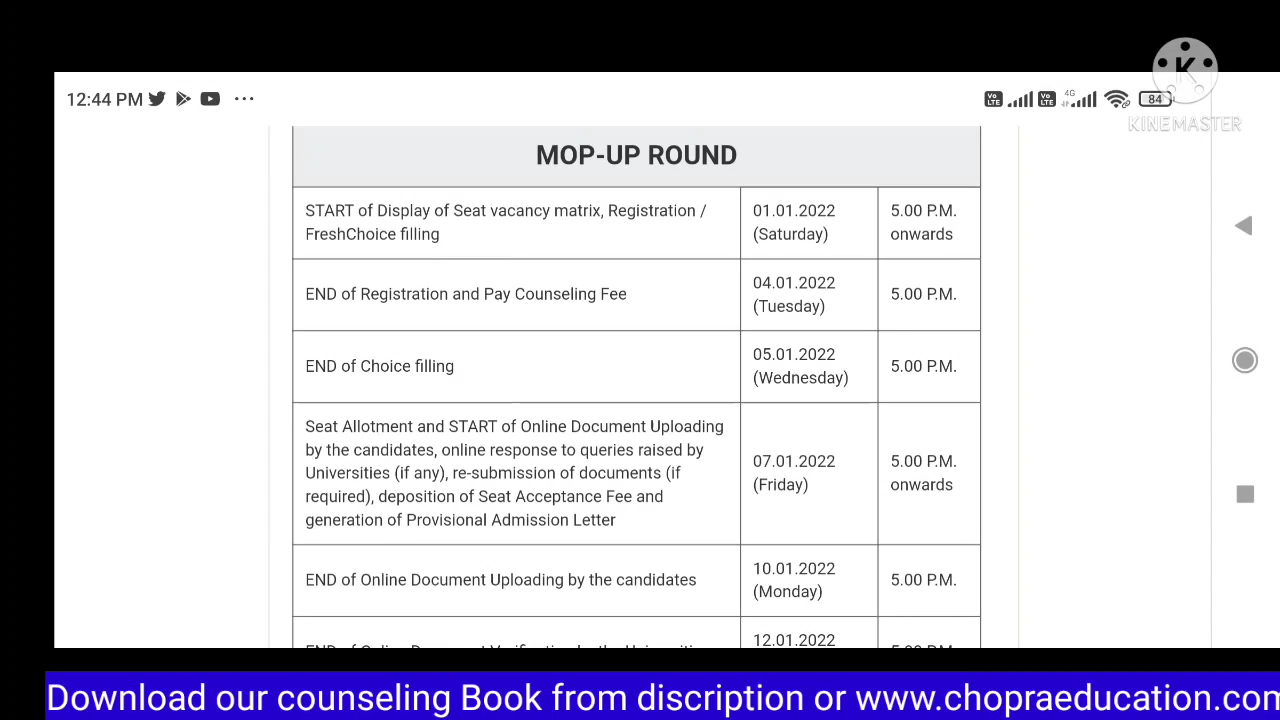 12:44 PM
Vo LTE
Vo LTE
4G
84
K
KINEMASTER
MOP-UP ROUND
START of Display of Seat vacancy matrix, Registration /
FreshChoice filling
01.01.2022
(Saturday)
5.00 P.M.
onwards
END of Registration and Pay Counseling Fee
04.01.2022
(Tuesday)
5.00 P.M.
END of Choice filling
05.01.2022
(Wednesday)
5.00 P.M.
Seat Allotment and START of Online Document Uploading
by the candidates, online response to queries raised by
Universities (if any), re-submission of documents (if
required), deposition of Seat Acceptance Fee and
generation of Provisional Admission Letter
07.01.2022
(Friday)
5.00 P.M.
onwards
END of Online Document Uploading by the candidates
10.01.2022
(Monday)
5.00 P.M.
12.01.2022
Download our counseling Book from discription or www.chopraeducation.com